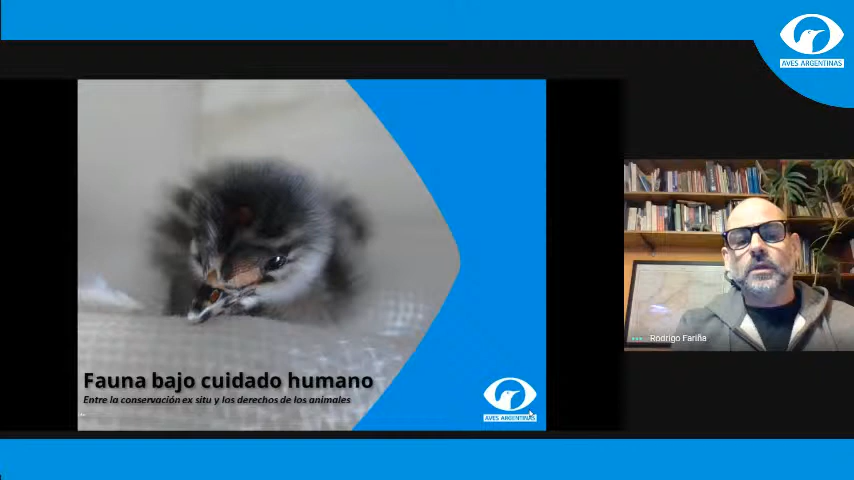 AVES ARGENTINAS
Fauna bajo cuidado humano
Entre la conservación ex situ y los derechos de los animales
AVES ARGENTINAS
Rodrigo Fariña